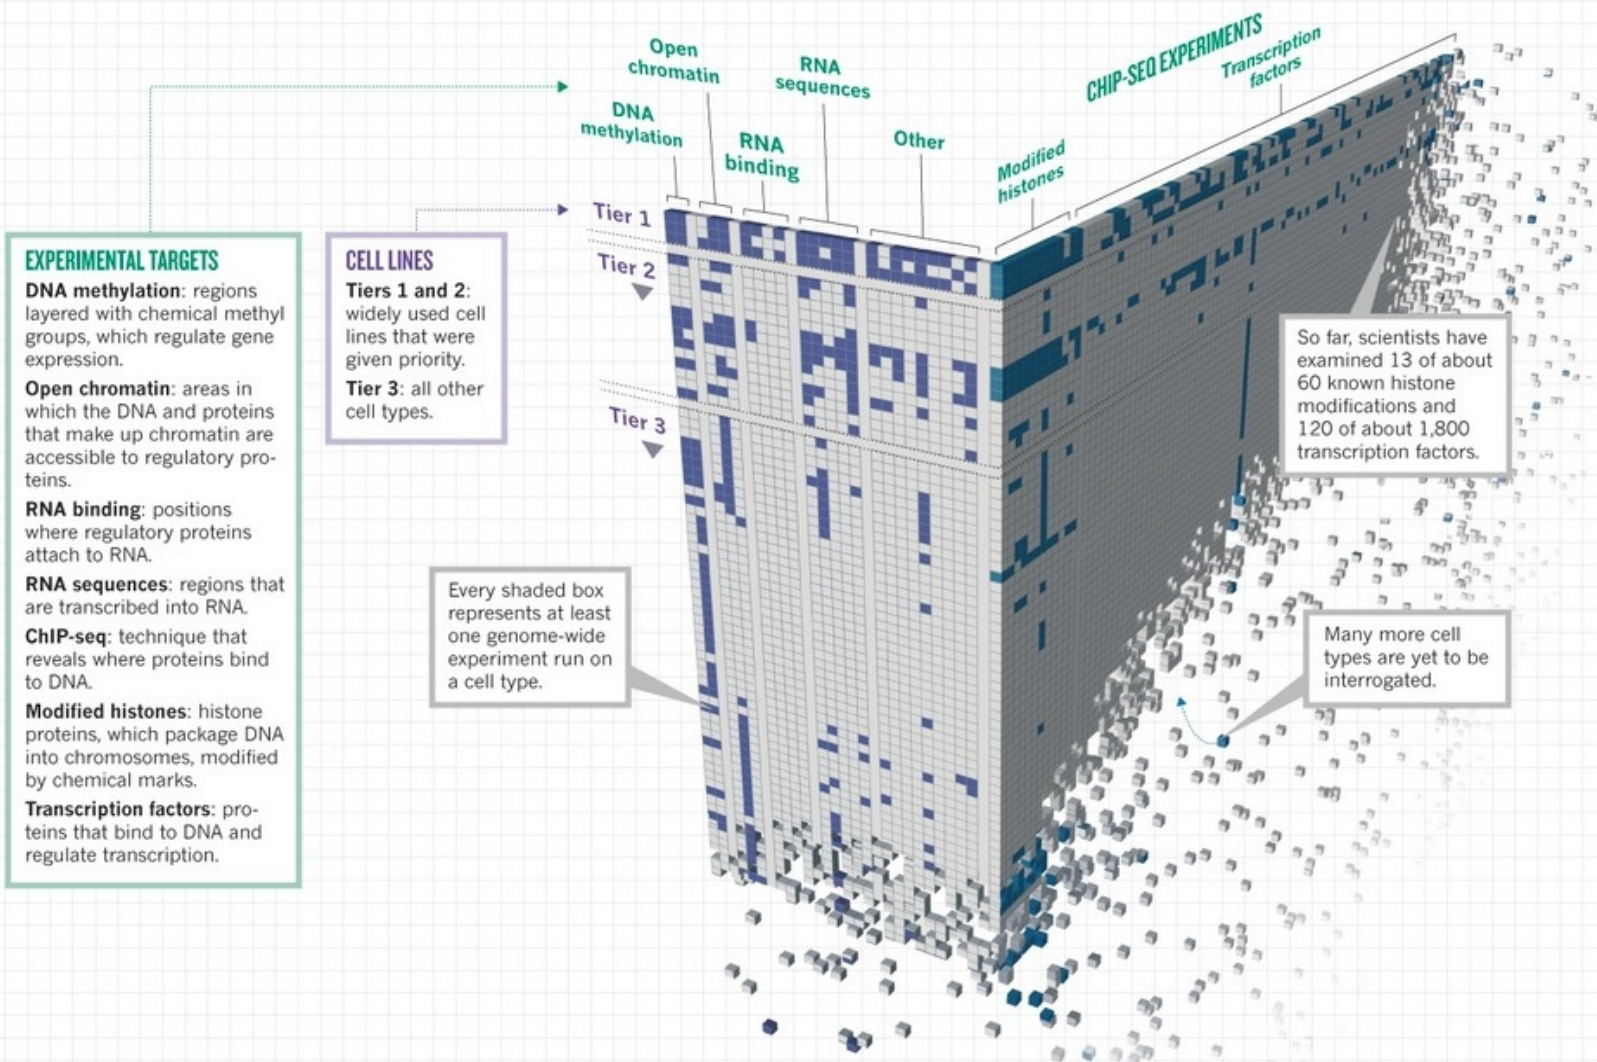 CHIP-SEQ EXPERIMENTS
Transcription
factors
Open
chromatin
RNA
sequences
DNA
methylation
RNA
binding
Other
Modified
histones
Tier 1
Tier 2
Tier 3
EXPERIMENTAL TARGETS
DNA methylation: regions
layered with chemical methyl
groups, which regulate gene
expression.
Open chromatin: areas in
which the DNA and proteins
that make up chromatin are
accessible to regulatory pro-
teins.
RNA binding: positions
where regulatory proteins
attach to RNA.
RNA sequences: regions that
are transcribed into RNA.
ChIP-seq: technique that
reveals where proteins bind
to DNA.
Modified histones: histone
proteins, which package DNA
into chromosomes, modified
by chemical marks.
Transcription factors: pro-
teins that bind to DNA and
regulate transcription.
CELL LINES
Tiers 1 and 2:
widely used cell
lines that were
given priority.
Tier 3: all other
cell types.
So far, scientists have
examined 13 of about
60 known histone
modifications and
120 of about 1,800
transcription factors.
Every shaded box
represents at least
one genome-wide
experiment run on
a cell type.
Many more cell
types are yet to be
interrogated.